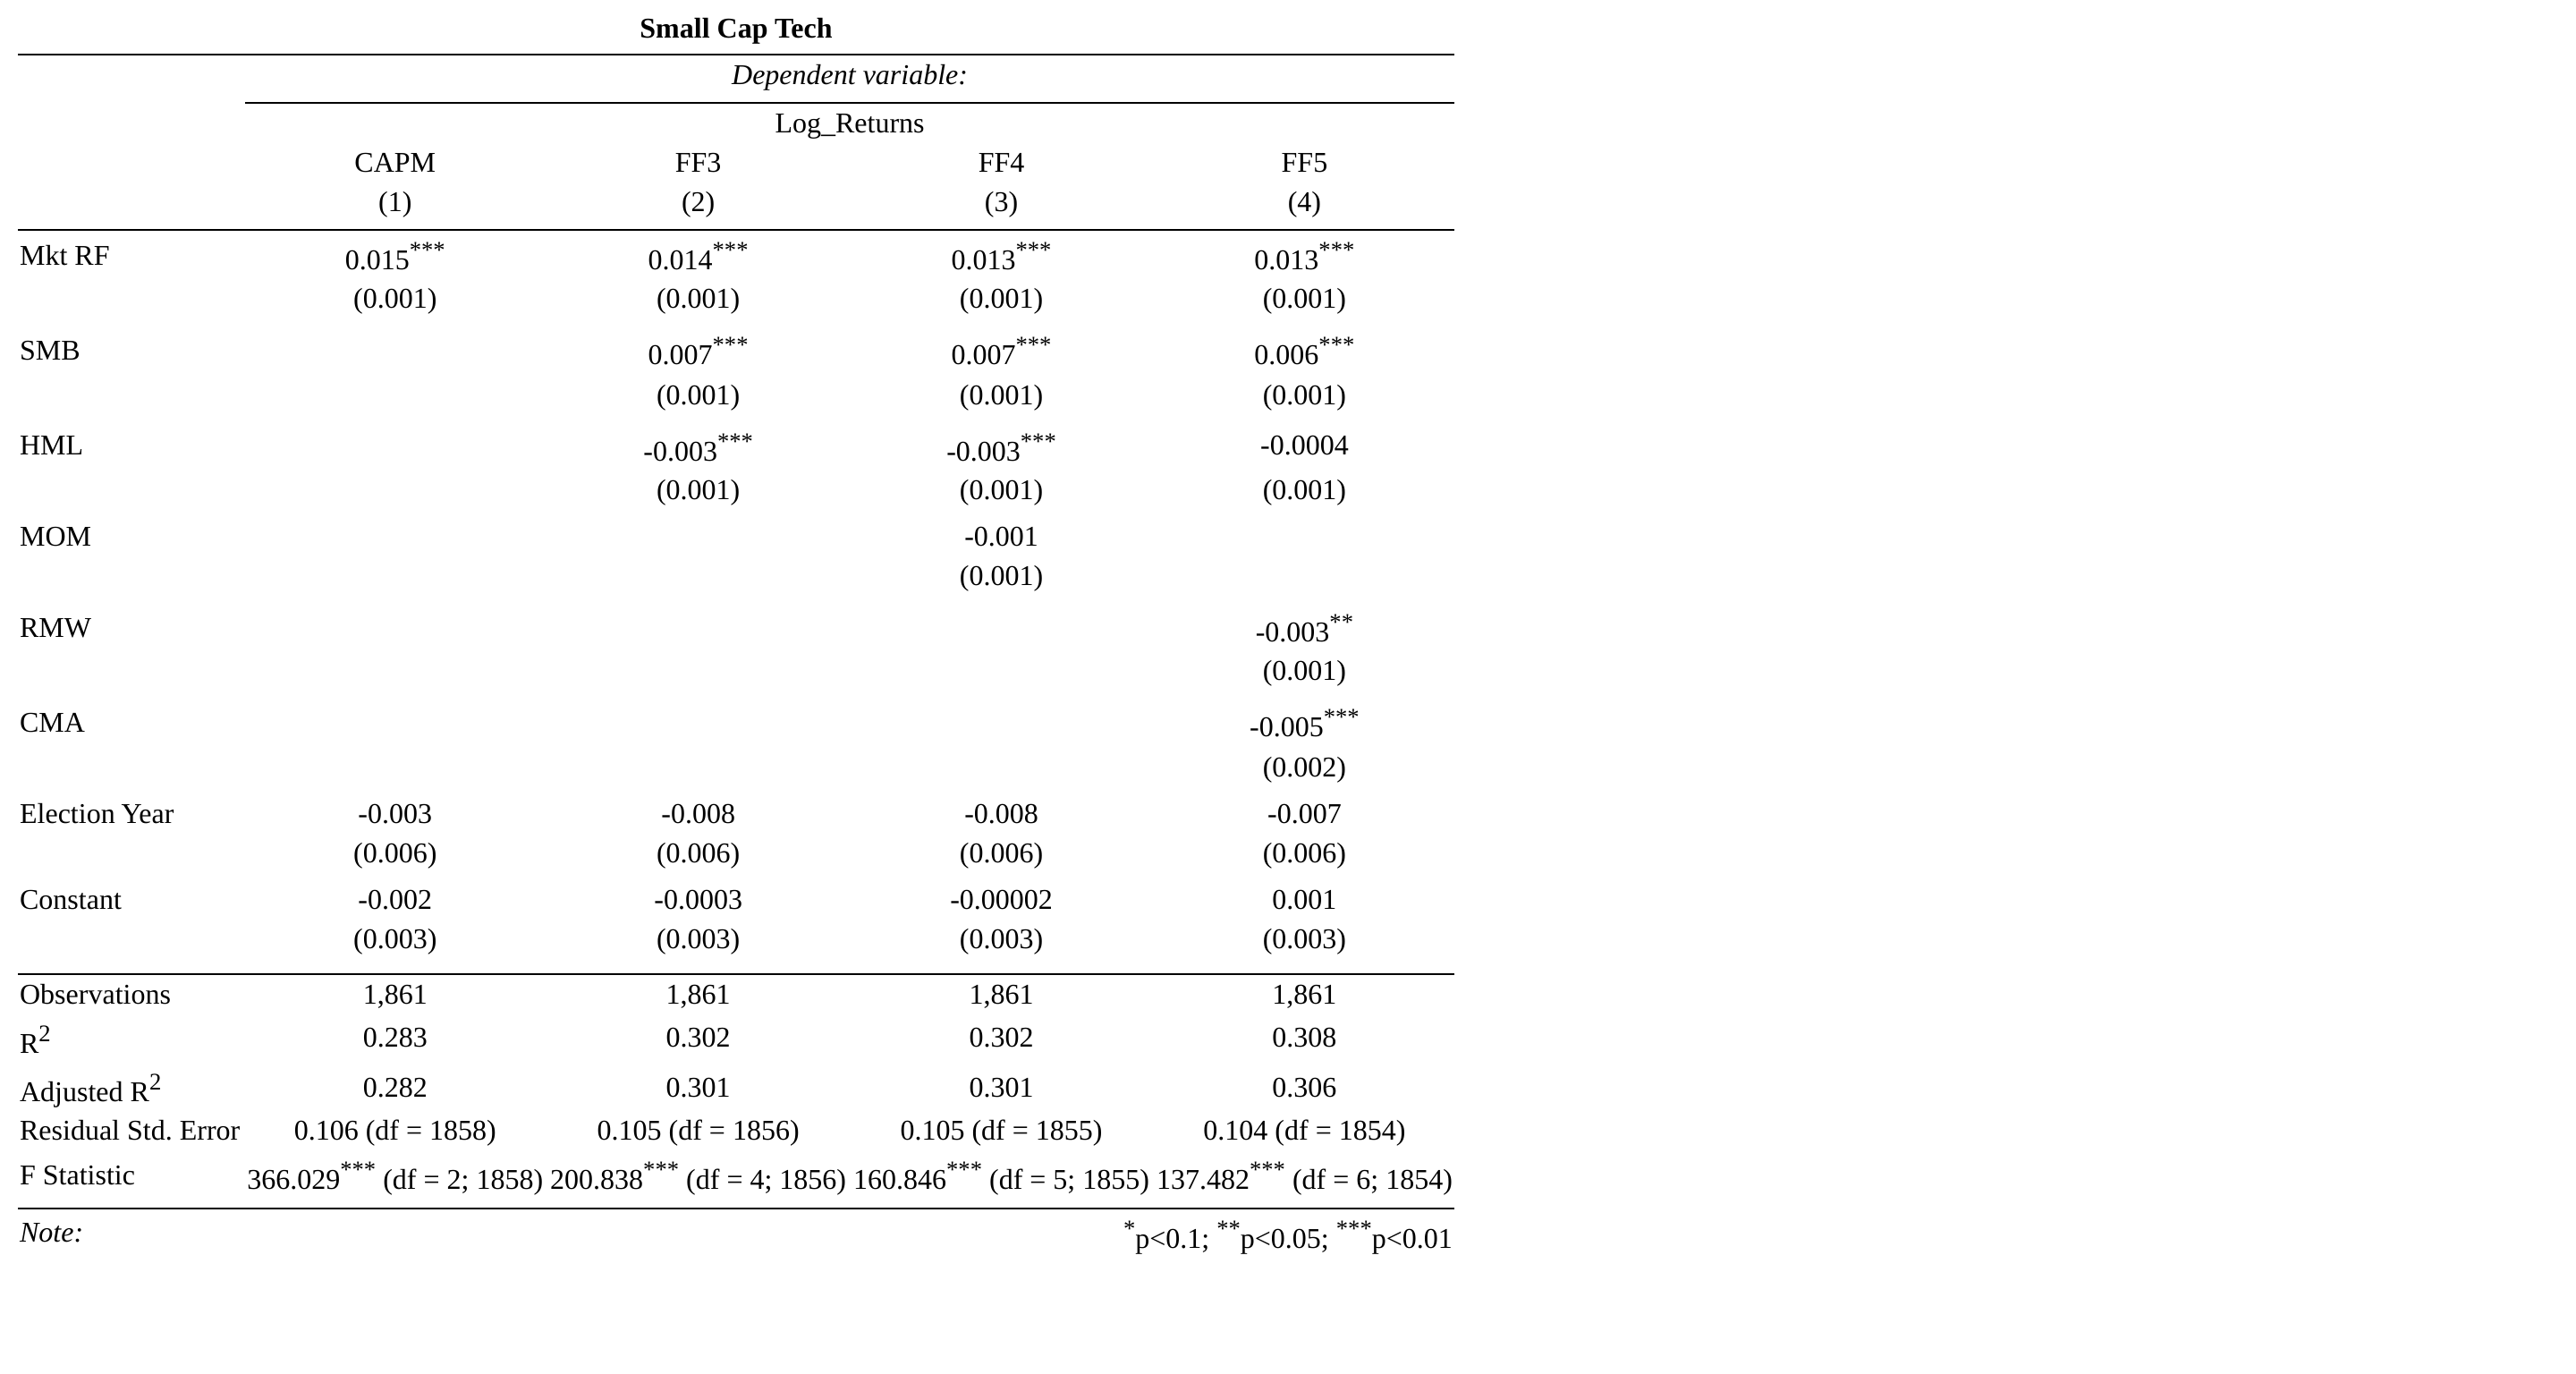 Small Cap Tech
Dependent variable:
Log_Returns
CAPM FF3 FF4 FF5
(1) (2) (3) (4)
Mkt RF 0.015*** 0.014*** 0.013*** 0.013***
(0.001) (0.001) (0.001) (0.001)
SMB 0.007*** 0.007*** 0.006***
(0.001) (0.001) (0.001)
HML -0.003*** -0.003*** -0.0004
(0.001) (0.001) (0.001)
MOM -0.001
(0.001)
RMW -0.003**
(0.001)
CMA -0.005***
(0.002)
Election Year -0.003 -0.008 -0.008 -0.007
(0.006) (0.006) (0.006) (0.006)
Constant -0.002 -0.0003 -0.00002 0.001
(0.003) (0.003) (0.003) (0.003)
Observations 1,861 1,861 1,861 1,861
R2 0.283 0.302 0.302 0.308
Adjusted R2 0.282 0.301 0.301 0.306
Residual Std. Error 0.106 (df = 1858) 0.105 (df = 1856) 0.105 (df = 1855) 0.104 (df = 1854)
F Statistic 366.029*** (df = 2; 1858) 200.838*** (df = 4; 1856) 160.846*** (df = 5; 1855) 137.482*** (df = 6; 1854)
Note: *p<0.1; **p<0.05; ***p<0.01